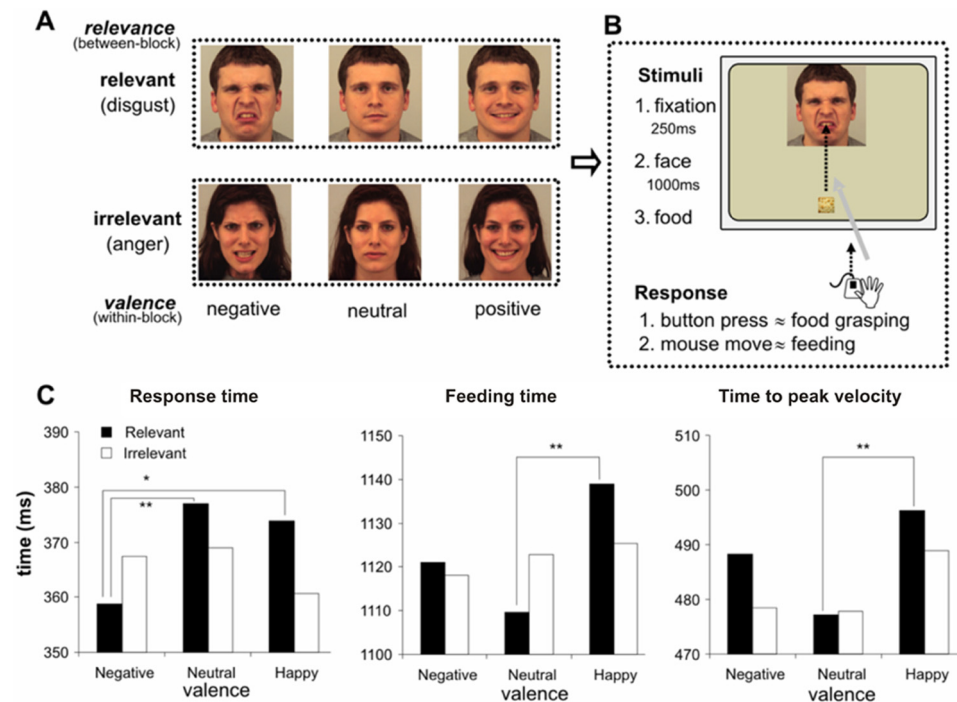 A
relevance
(between-block)
relevant
(disgust)
irrelevant
(anger)
valence
(within-block)
negative
neutral
positive
B
Stimuli
1. fixation
250ms
2. face
1000ms
3. food
Response
1. button press ≈ food grasping
2. mouse move ≈ feeding
C
Response time
390
380
370
360
350
time (ms)
Relevant
Irrelevant
*
**
Negative
Neutral
Happy
valence
Feeding time
1150
1140
1130
1120
1110
1100
**
Negative
Neutral
Happy
valence
Time to peak velocity
510
500
490
480
470
**
Negative
Neutral
Happy
valence